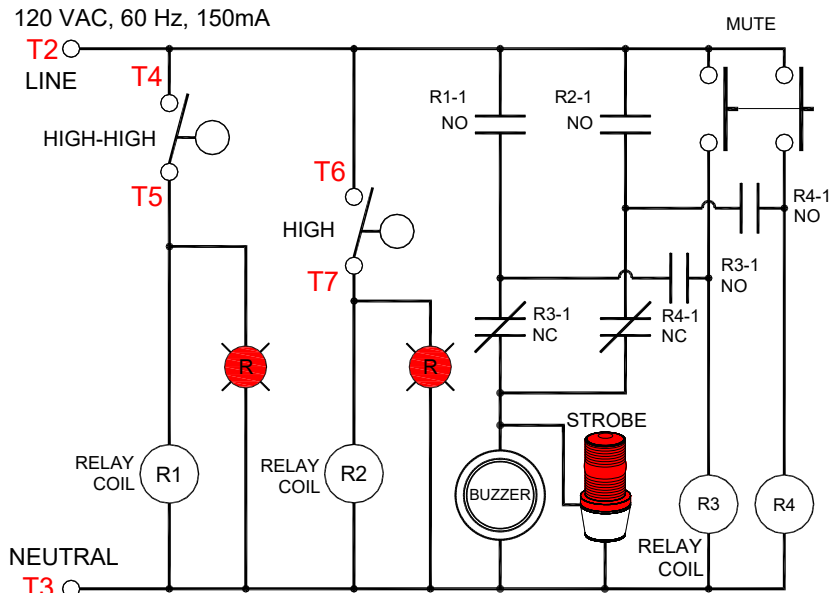 120 VAC, 60 Hz, 150mA
T2
LINE
MUTE
T4
HIGH-HIGH
T5
R1-1
NO
R2-1
NO
T6
HIGH
T7
R4-1
NO
R3-1
NO
R3-1
NC
R4-1
NC
R
R
STROBE
RELAY
COIL
R1
RELAY
COIL
R2
BUZZER
R3
R4
RELAY
COIL
NEUTRAL
T3